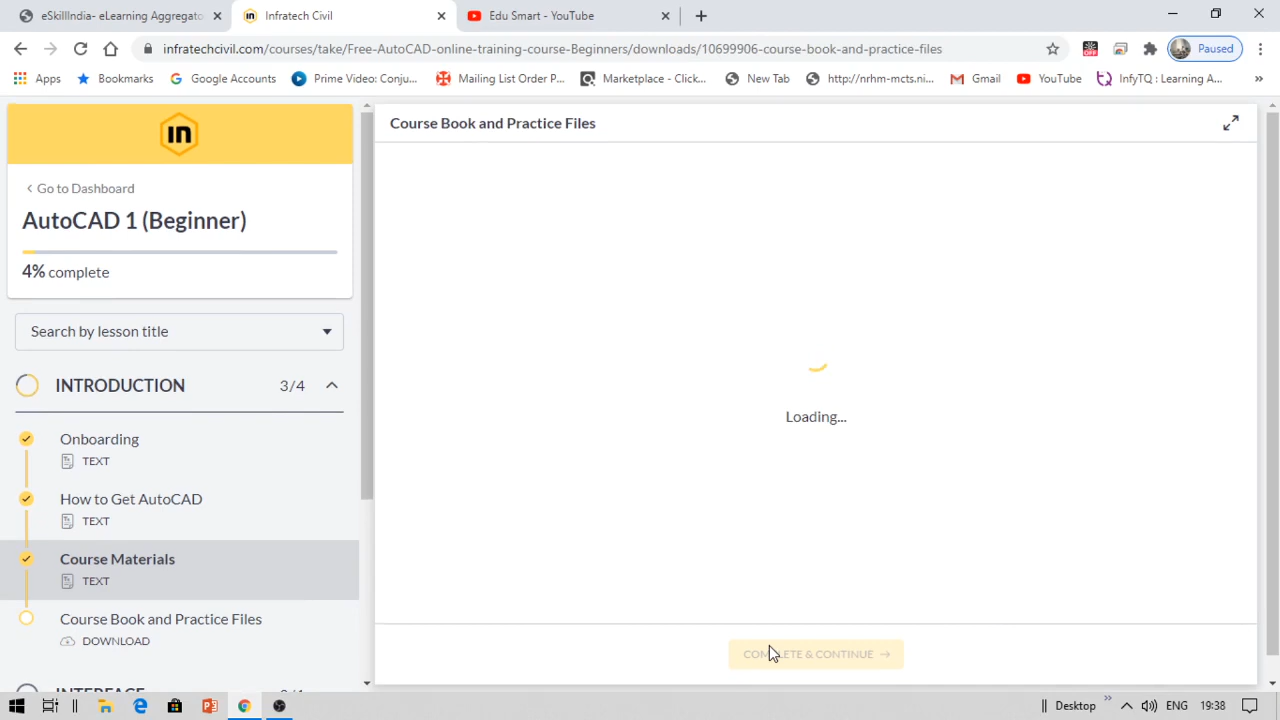 eSkillIndia- eLearning Aggregato
Infratech Civil
Edu Smart - YouTube
infratechcivil.com/courses/take/Free-AutoCAD-online-training-course-Beginners/downloads/10699906-course-book-and-practice-files
OFF
Paused
Apps
Bookmarks
Google Accounts
Prime Video: Conju...
Mailing List Order P...
Marketplace - Click...
New Tab
http://nrhm-mcts.ni...
Gmail
YouTube
InfyTQ : Learning A...
»
in
Go to Dashboard
AutoCAD 1 (Beginner)
4% complete
Search by lesson title
INTRODUCTION 3/4
Onboarding
TEXT
How to Get AutoCAD
TEXT
Course Materials
TEXT
Course Book and Practice Files
DOWNLOAD
Course Book and Practice Files
Loading...
COMPLETE & CONTINUE →
Desktop
»
ENG
19:38